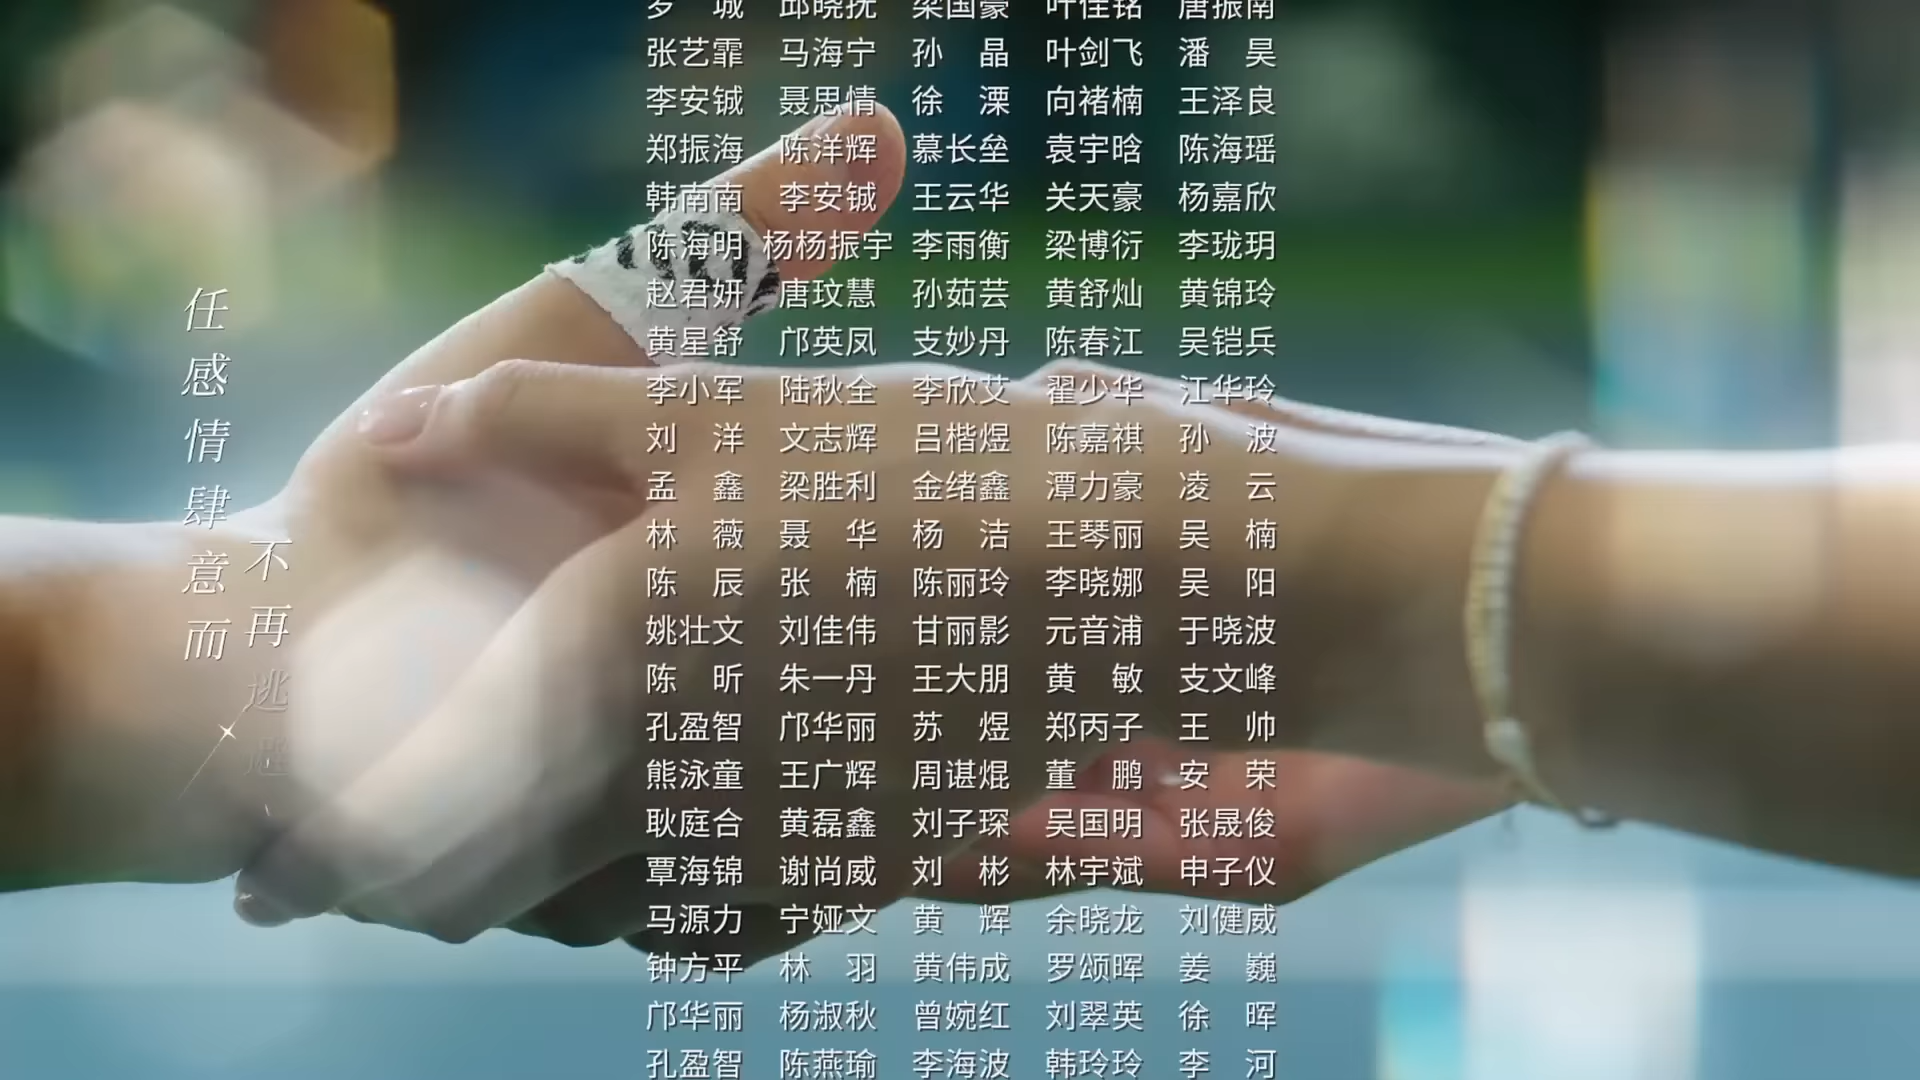 罗　城　邱晓抚　梁国豪　叶佳铭　唐振南
张艺霏　马海宁　孙　晶　叶剑飞　潘　昊
李安铖　聂思情　徐　溧　向褚楠　王泽良
郑振海　陈洋辉　慕长垒　袁宇晗　陈海瑶
韩南南　李安铖　王云华　关天豪　杨嘉欣
陈海明　杨杨振宇　李雨衡　梁博衍　李珑玥
赵君妍　唐玟慧　孙茹芸　黄舒灿　黄锦玲
黄星舒　邝英凤　支妙丹　陈春江　吴铠兵
李小军　陆秋全　李欣艾　翟少华　江华玲
刘　洋　文志辉　吕楷煜　陈嘉祺　孙　波
孟　鑫　梁胜利　金绪鑫　潭力豪　凌　云
林　薇　聂　华　杨　洁　王琴丽　吴　楠
陈　辰　张　楠　陈丽玲　李晓娜　吴　阳
姚壮文　刘佳伟　甘丽影　元音浦　于晓波
陈　昕　朱一丹　王大朋　黄　敏　支文峰
孔盈智　邝华丽　苏　煜　郑丙子　王　帅
熊泳童　王广辉　周谌焜　董　鹏　安　荣
耿庭合　黄磊鑫　刘子琛　吴国明　张晟俊
覃海锦　谢尚威　刘　彬　林宇斌　申子仪
马源力　宁娅文　黄　辉　余晓龙　刘健威
钟方平　林　羽　黄伟成　罗颂晖　姜　巍
邝华丽　杨淑秋　曾婉红　刘翠英　徐　晖
孔盈智　陈燕瑜　李海波　韩玲玲　李　河
任感情肆意而
不再逃避